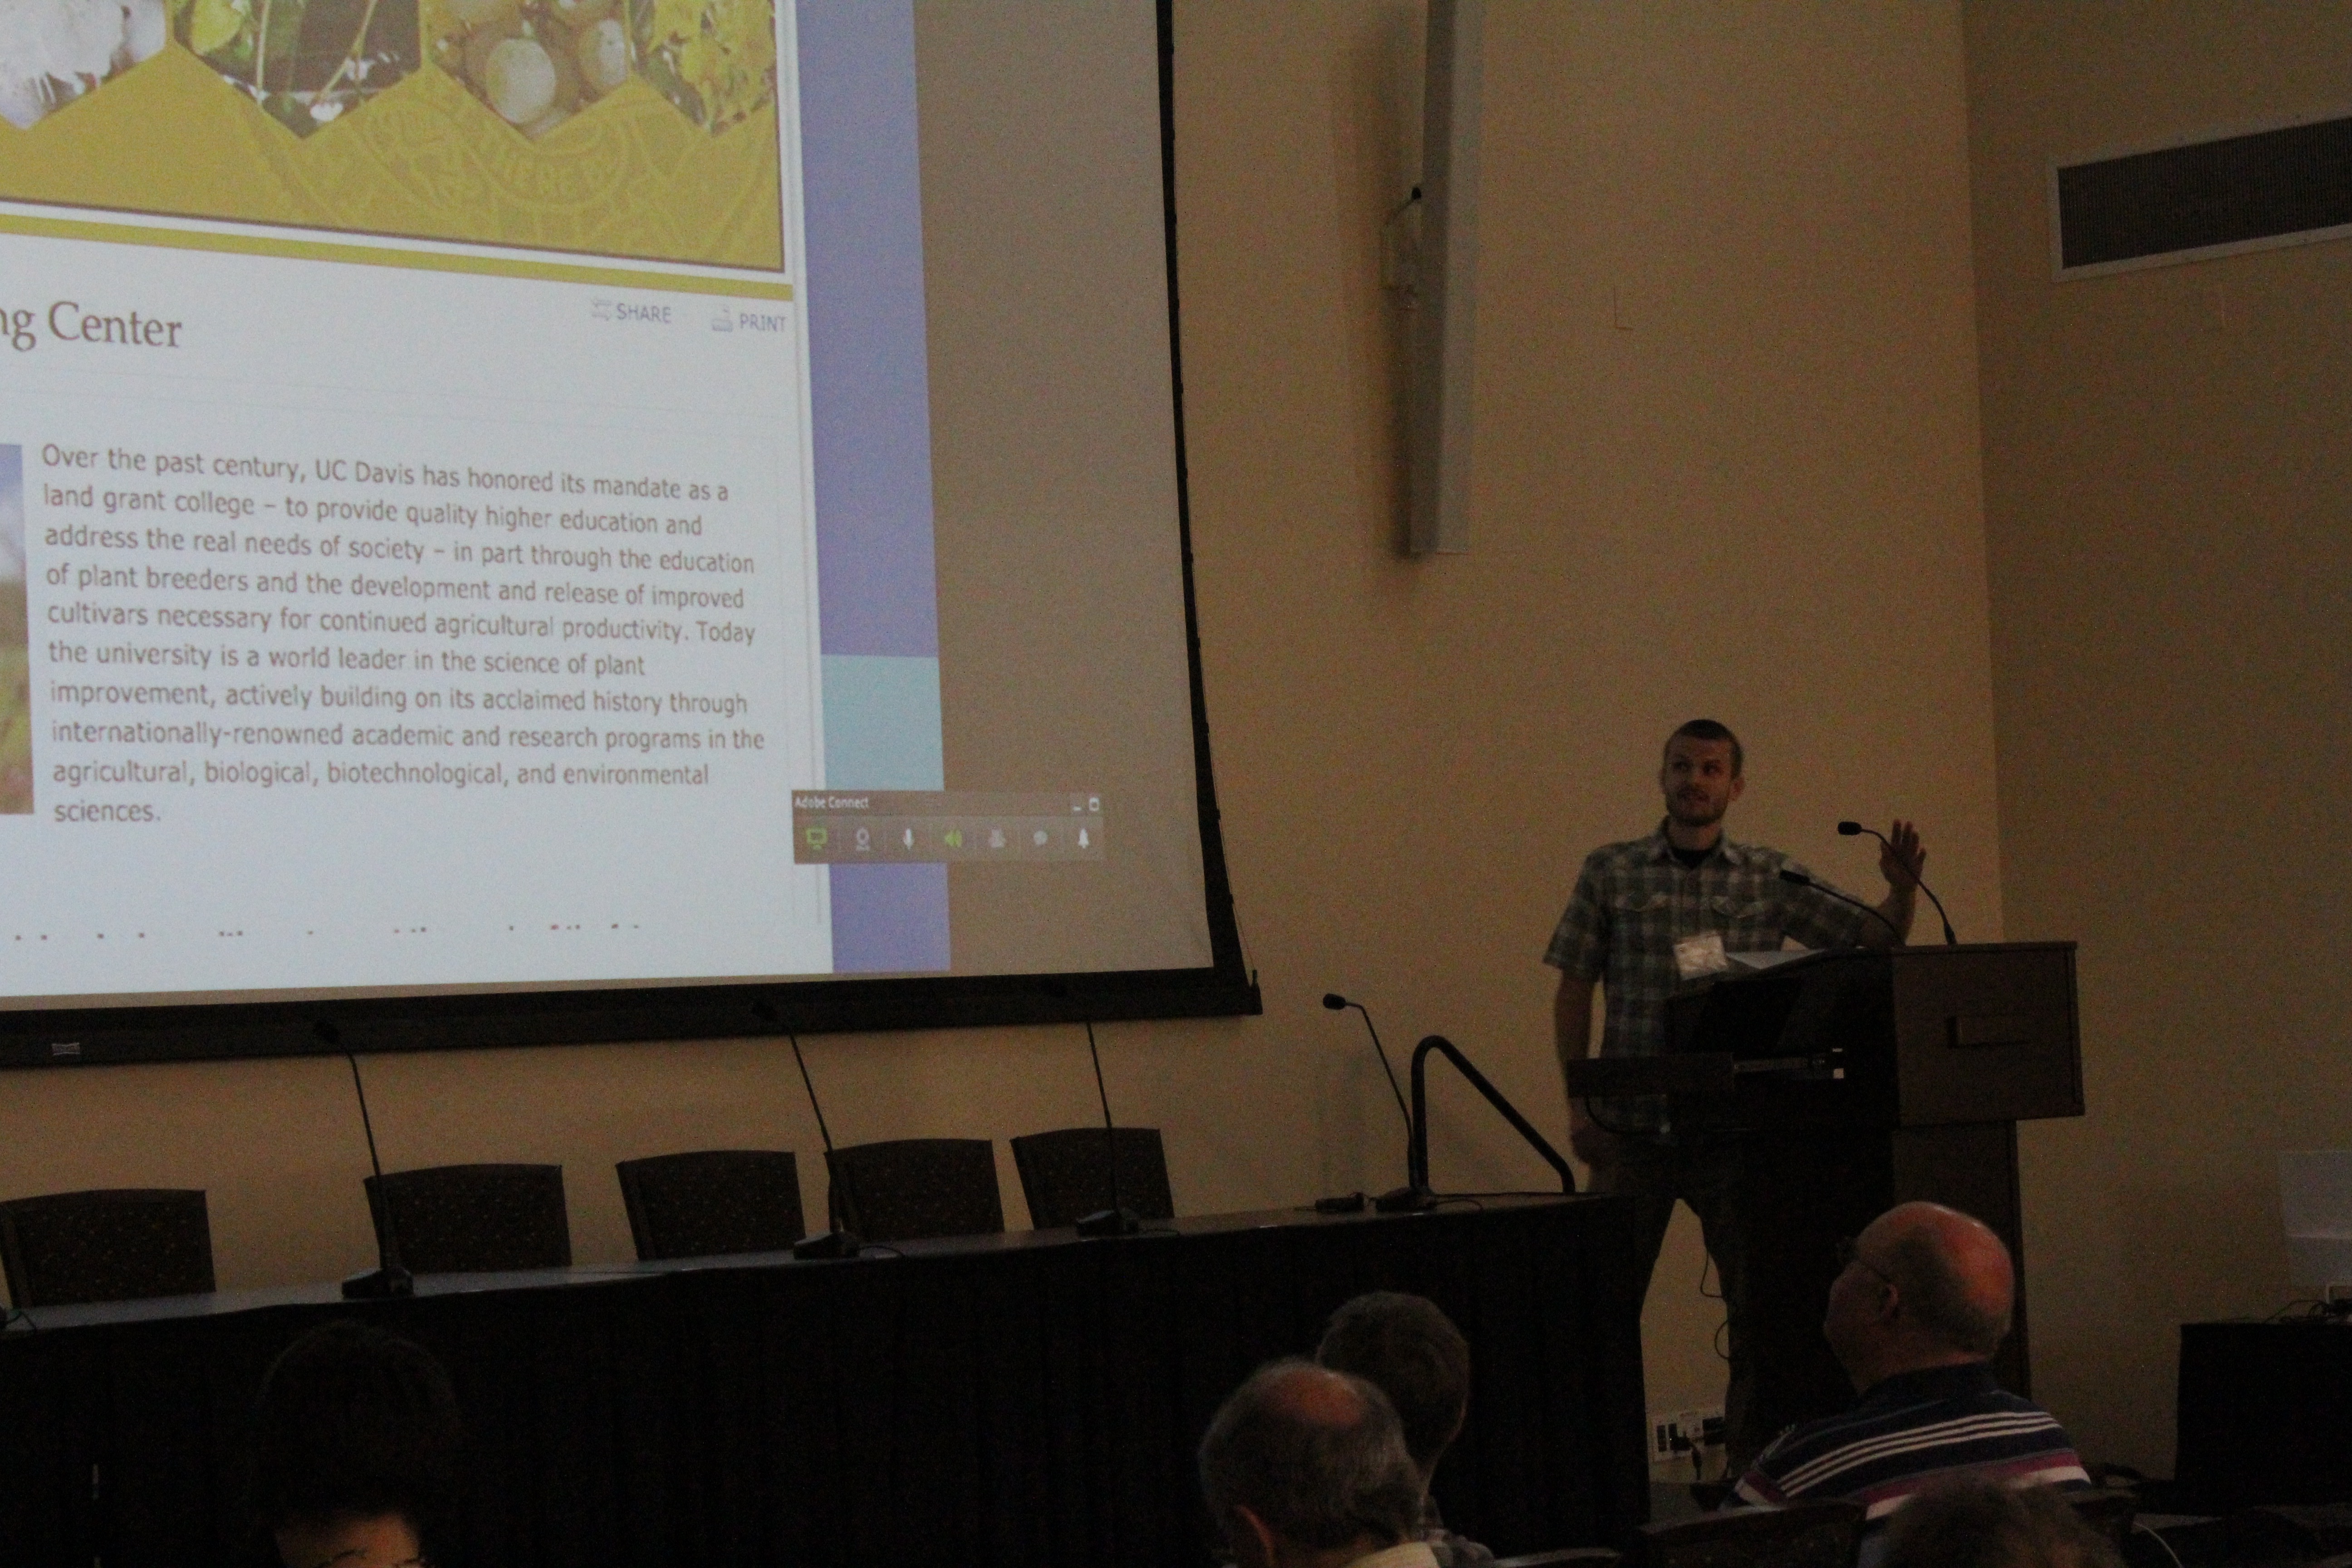 SHARE
PRINT
ng Center
Over the past century, UC Davis has honored its mandate as a
land grant college – to provide quality higher education and
address the real needs of society – in part through the education
of plant breeders and the development and release of improved
cultivars necessary for continued agricultural productivity. Today
the university is a world leader in the science of plant
improvement, actively building on its acclaimed history through
internationally-renowned academic and research programs in the
agricultural, biological, biotechnological, and environmental
sciences.
Adobe Connect